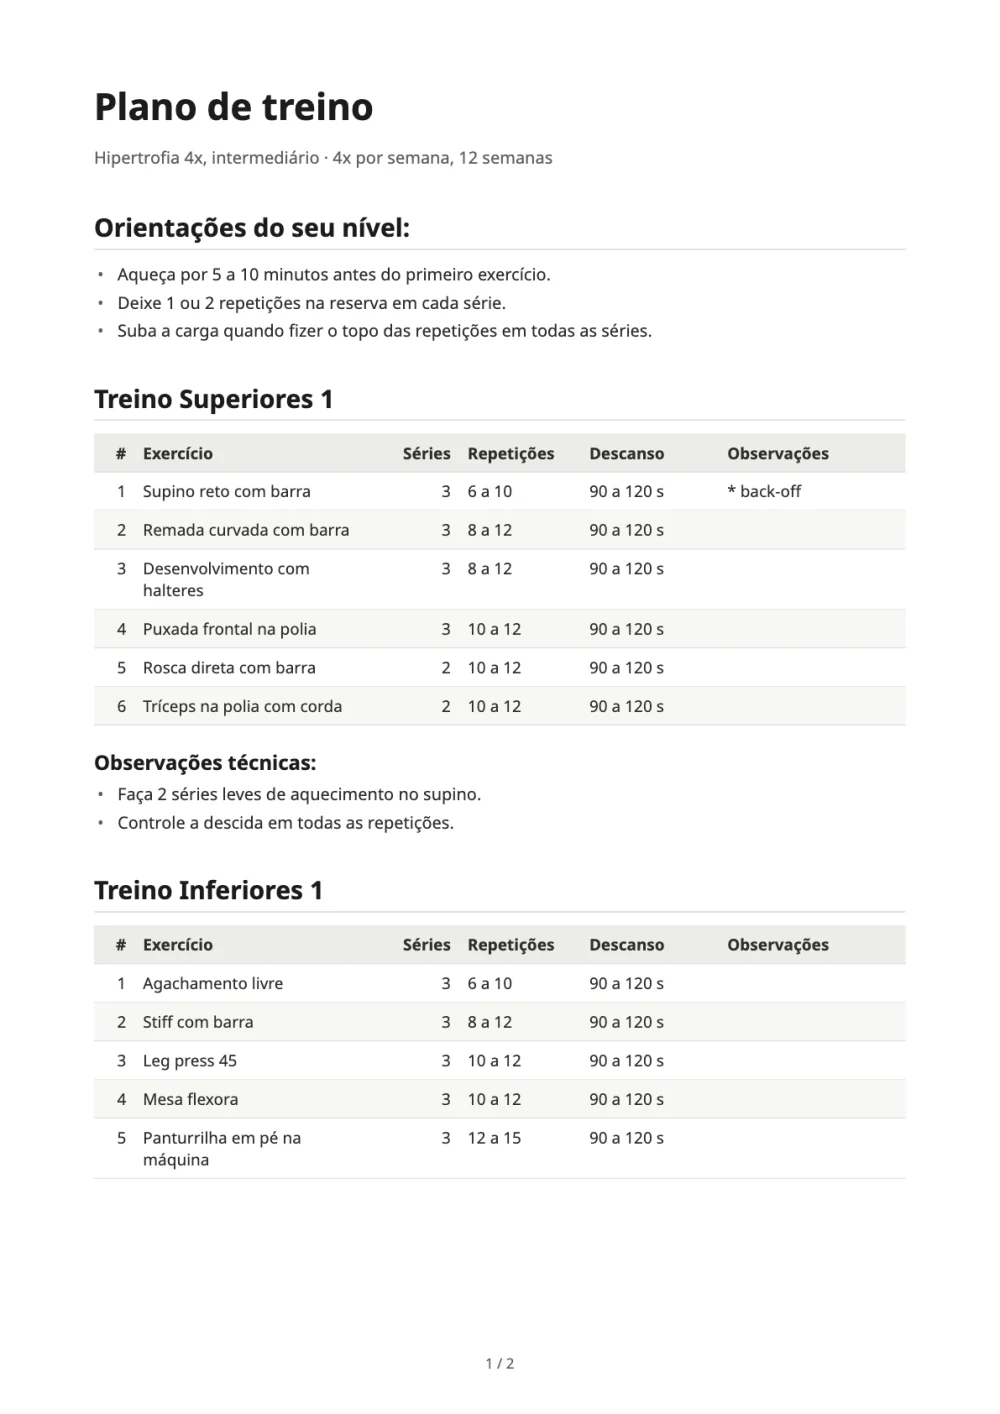 Plano de treino
Hipertrofia 4x, intermediário · 4x por semana, 12 semanas
Orientações do seu nível:
• Aqueça por 5 a 10 minutos antes do primeiro exercício.
• Deixe 1 ou 2 repetições na reserva em cada série.
• Suba a carga quando fizer o topo das repetições em todas as séries.
Treino Superiores 1
# Exercício Séries Repetições Descanso Observações
1 Supino reto com barra 3 6 a 10 90 a 120 s * back-off
2 Remada curvada com barra 3 8 a 12 90 a 120 s
3 Desenvolvimento com 3 8 a 12 90 a 120 s
halteres
4 Puxada frontal na polia 3 10 a 12 90 a 120 s
5 Rosca direta com barra 2 10 a 12 90 a 120 s
6 Tríceps na polia com corda 2 10 a 12 90 a 120 s
Observações técnicas:
• Faça 2 séries leves de aquecimento no supino.
• Controle a descida em todas as repetições.
Treino Inferiores 1
# Exercício Séries Repetições Descanso Observações
1 Agachamento livre 3 6 a 10 90 a 120 s
2 Stiff com barra 3 8 a 12 90 a 120 s
3 Leg press 45 3 10 a 12 90 a 120 s
4 Mesa flexora 3 10 a 12 90 a 120 s
5 Panturrilha em pé na 3 12 a 15 90 a 120 s
máquina
1 / 2